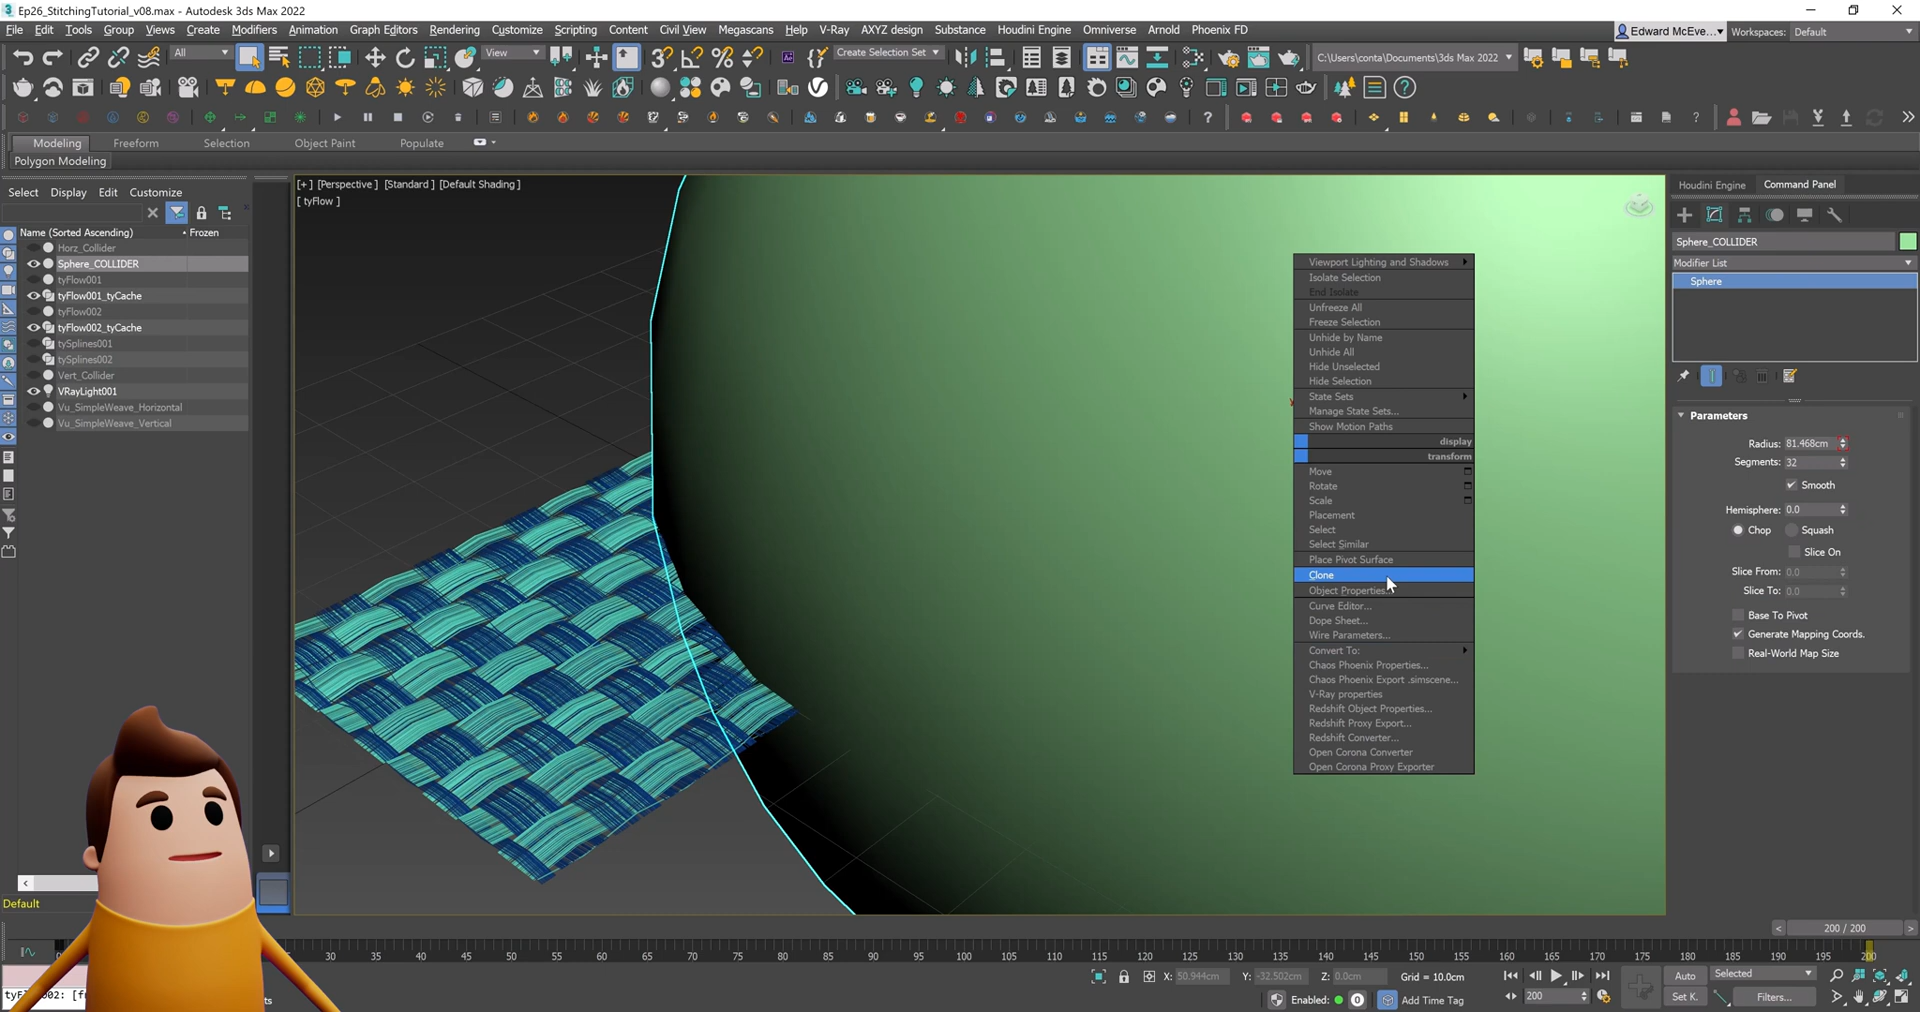 Ep26_StitchingTutorial_v08.max - Autodesk 3ds Max 2022
File Edit Tools Group Views Create Modifiers Animation Graph Editors Rendering Customize Scripting Content Civil View Megascans Help V-Ray AXYZ design Substance Houdini Engine Omniverse Arnold Phoenix FD
Edward McEve... Workspaces: Default
All View Create Selection Set C:\Users\conta\Documents\3ds Max 2022
Modeling Freeform Selection Object Paint Populate
Polygon Modeling
Select Display Edit Customize
[+] [Perspective] [Standard] [Default Shading]
[ tyFlow ]
Houdini Engine Command Panel
Name (Sorted Ascending) Frozen
Horz_Collider
Sphere_COLLIDER
tyFlow001
tyFlow001_tyCache
tyFlow002
tyFlow002_tyCache
tySplines001
tySplines002
Vert_Collider
VRayLight001
Vu_SimpleWeave_Horizontal
Vu_SimpleWeave_Vertical
Default
Viewport Lighting and Shadows
Isolate Selection
End Isolate
Unfreeze All
Freeze Selection
Unhide by Name
Unhide All
Hide Unselected
Hide Selection
State Sets
Manage State Sets...
Show Motion Paths
display
transform
Move
Rotate
Scale
Placement
Select
Select Similar
Place Pivot Surface
Clone
Object Properties...
Curve Editor...
Dope Sheet...
Wire Parameters...
Convert To:
Chaos Phoenix Properties...
Chaos Phoenix Export .simscene...
V-Ray properties
Redshift Object Properties...
Redshift Proxy Export...
Redshift Converter...
Open Corona Converter
Open Corona Proxy Exporter
Sphere_COLLIDER
Modifier List
Sphere
Parameters
Radius: 81.468cm
Segments: 32
Smooth
Hemisphere: 0.0
Chop Squash
Slice On
Slice From: 0.0
Slice To: 0.0
Base To Pivot
Generate Mapping Coords.
Real-World Map Size
200 / 200
30 35 40 45 50 55 60 65 70 75 80 85 90 95 100 105 110 115 120 125 130 135 140 145 150 155 160 165 170 175 180 185 190 195 200
X: 50.944cm Y: -32.502cm Z: 0.0cm Grid = 10.0cm
Auto Selected
Enabled: Add Time Tag
200 Set K. Filters...